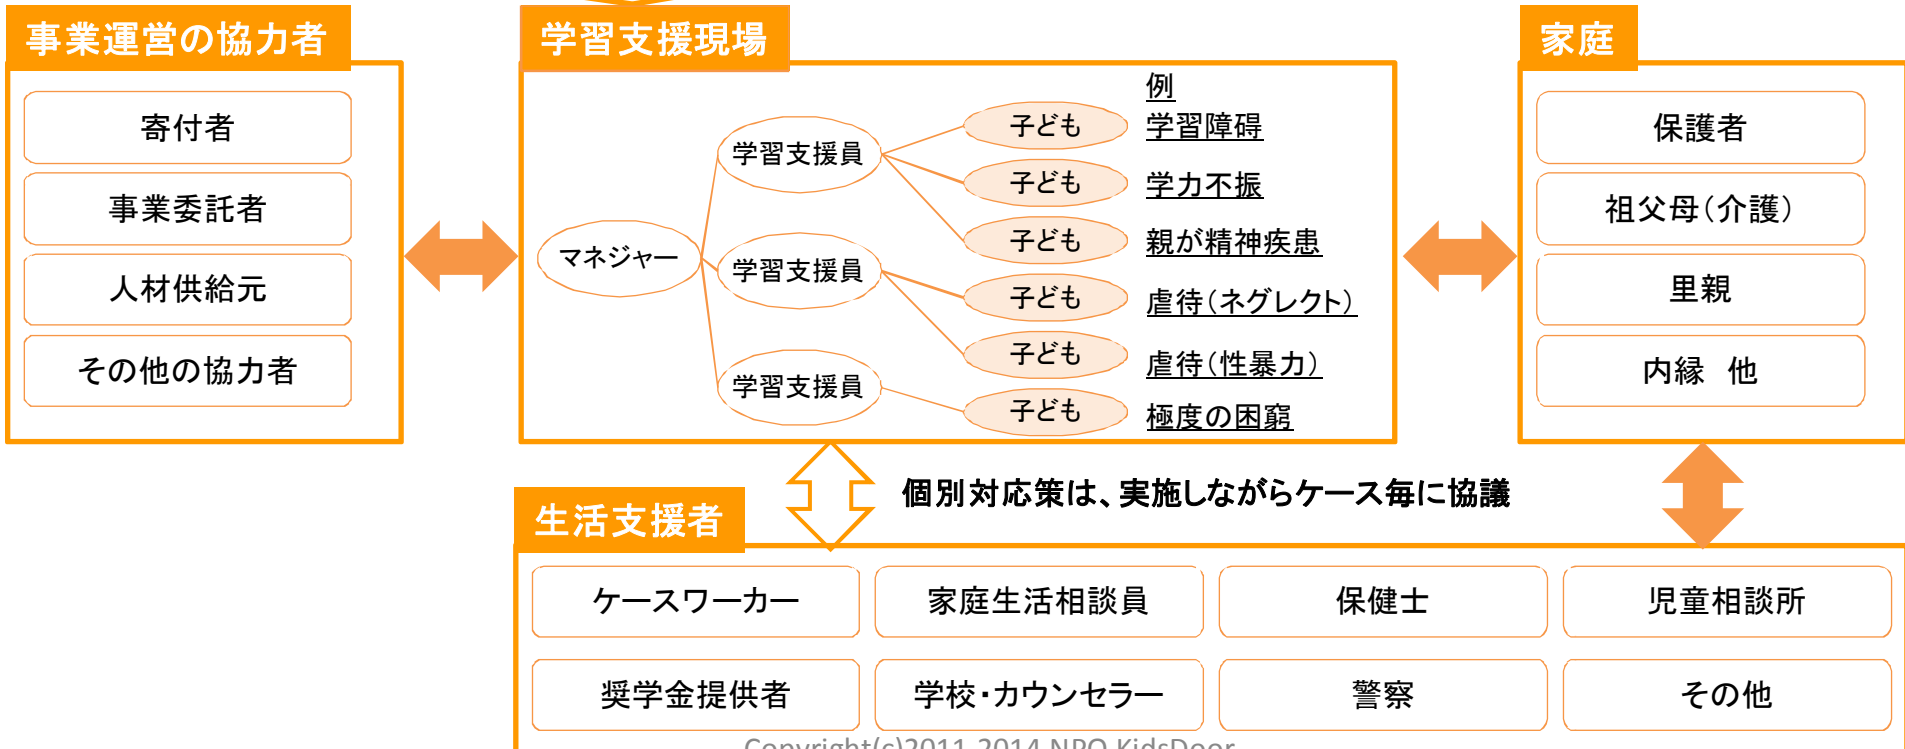 事業運営の協力者
寄付者
事業委託者
人材供給元
その他の協力者
学習支援現場
マネジャー
学習支援員
学習支援員
学習支援員
例
子ども 学習障碍
子ども 学力不振
子ども 親が精神疾患
子ども 虐待(ネグレクト)
子ども 虐待(性暴力)
子ども 極度の困窮
家庭
保護者
祖父母(介護)
里親
内縁 他
個別対応策は、実施しながらケース毎に協議
生活支援者
ケースワーカー 家庭生活相談員 保健士 児童相談所
奨学金提供者 学校・カウンセラー 警察 その他
Copyright(c)2011-2014 NPO KidsDoor